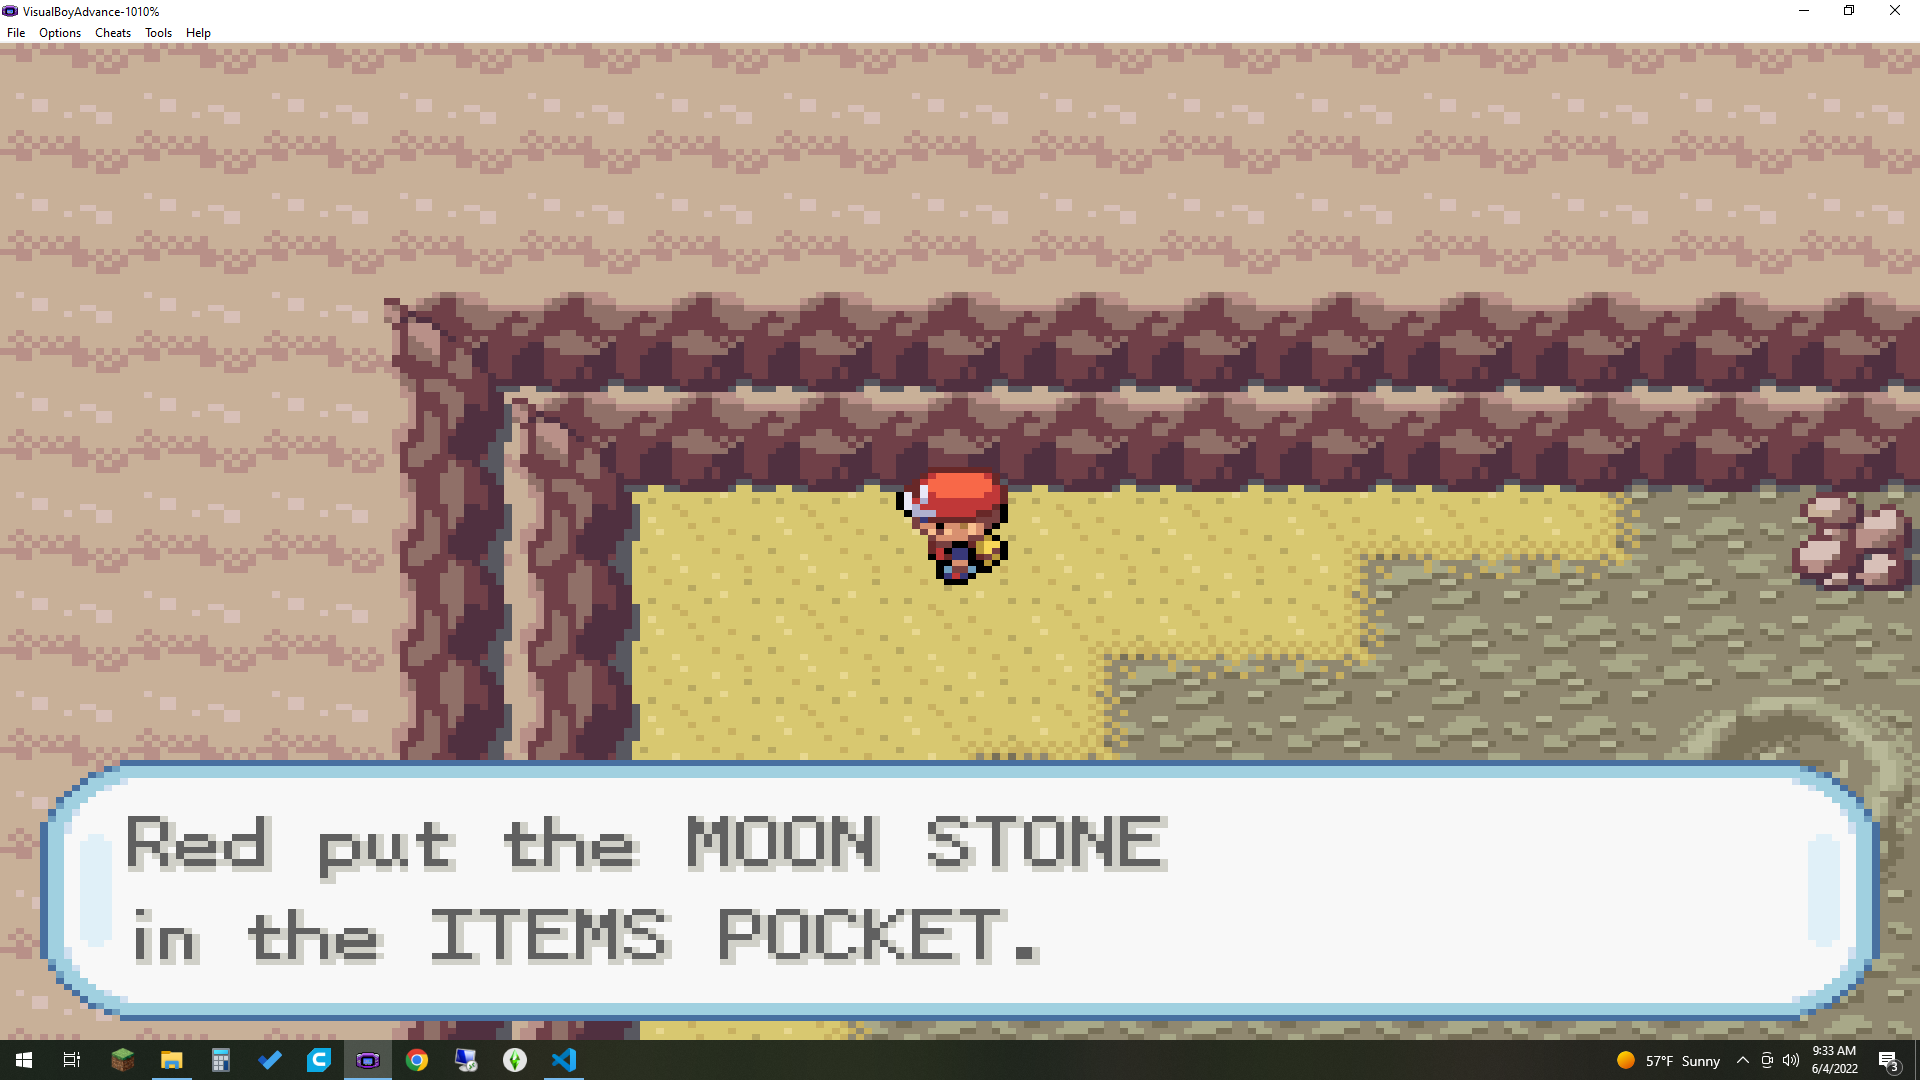 VisualBoyAdvance-1010%
File Options Cheats Tools Help
Red put the MOON STONE
in the ITEMS POCKET.
57°F Sunny
9:33 AM
6/4/2022
3